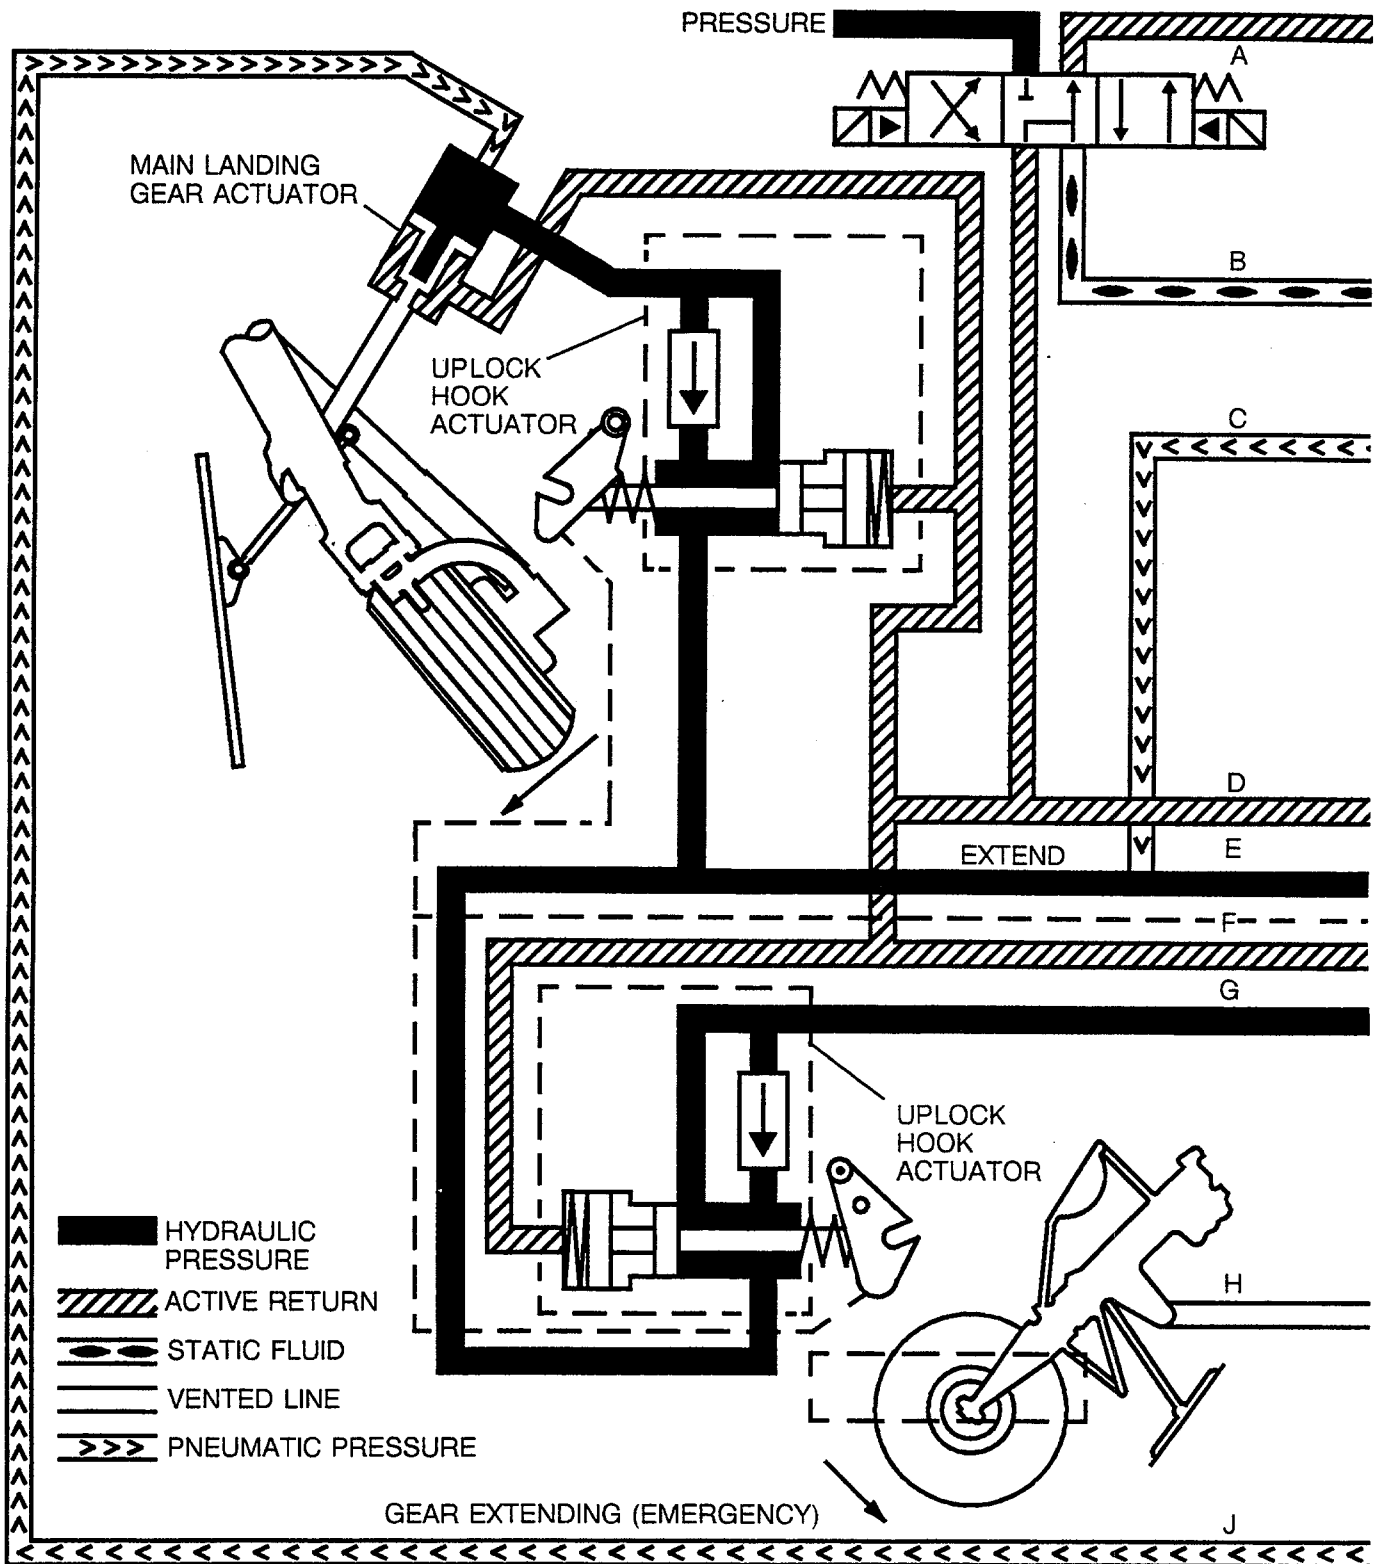 PRESSURE
A
MAIN LANDING
GEAR ACTUATOR
B
UPLOCK
HOOK
ACTUATOR
C
D
EXTEND
E
F
G
UPLOCK
HOOK
ACTUATOR
HYDRAULIC
PRESSURE
ACTIVE RETURN
STATIC FLUID
VENTED LINE
PNEUMATIC PRESSURE
H
GEAR EXTENDING (EMERGENCY)
J